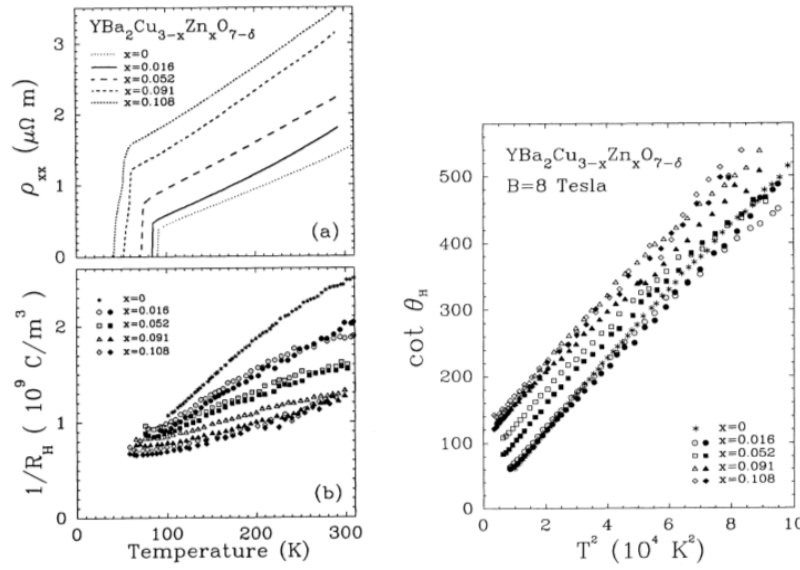 YBa₂Cu₃₋ₓZnₓO₇₋δ
x=0
x=0.016
x=0.052
x=0.091
x=0.108
3
2
1
0
ρxx (μΩ m)
(a)
x=0
x=0.016
x=0.052
x=0.091
x=0.108
2
1
0
1/R_H ( 10⁹ C/m³ )
(b)
0 100 200 300
Temperature (K)
YBa₂Cu₃₋ₓZnₓO₇₋δ
B=8 Tesla
500
400
300
200
100
0
cot θ_H
x=0
x=0.016
x=0.052
x=0.091
x=0.108
0 2 4 6 8 10
T² (10⁴ K²)